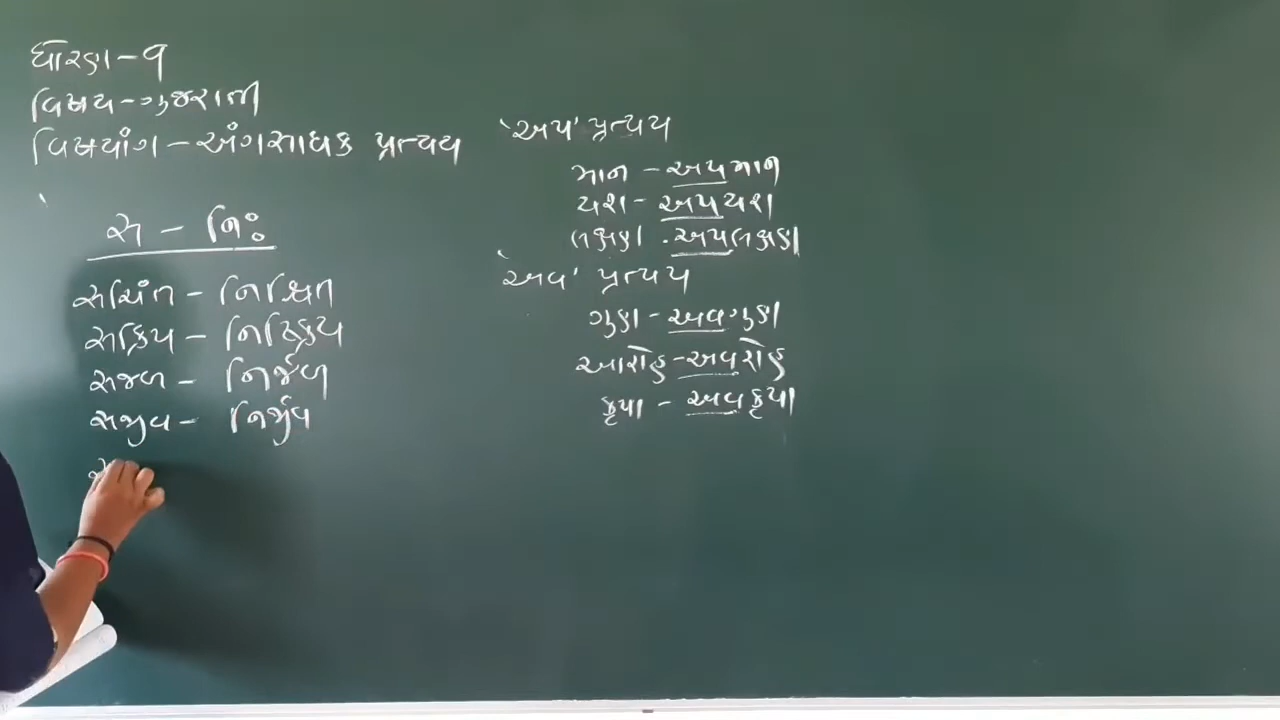 ધોરણ - ૧
વિષય - ગુજરાતી
વિષયાંગ - અંગસાધક પ્રત્યય
સ - નિઃ
સચિંત - નિશ્ચિંત
સક્રિય - નિષ્ક્રિય
સજળ - નિર્જળ
સજીવ - નિર્જીવ
સ
'અપ' પ્રત્યય
માન - અપમાન
યશ - અપયશ
લક્ષણ - અપલક્ષણ
'અવ' પ્રત્યય
ગુણ - અવગુણ
આરોહ - અવરોહ
કૃપા - અવકૃપા